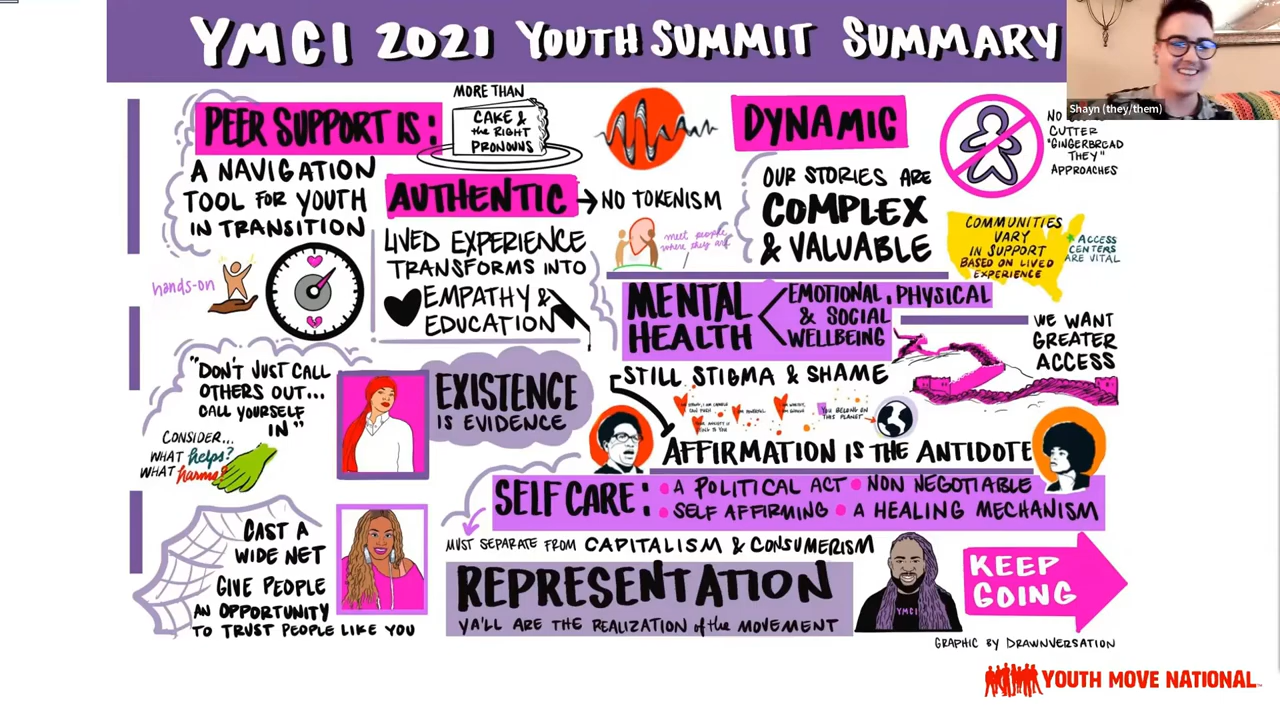 YMCI 2021 YOUTH SUMMIT SUMMARY
Shayn (they/them)
PEER SUPPORT IS:
A NAVIGATION
TOOL FOR YOUTH
IN TRANSITION
hands-on
MORE THAN
CAKE &
the RIGHT
PRONOUNS
AUTHENTIC
NO TOKENISM
LIVED EXPERIENCE
TRANSFORMS INTO
EMPATHY &
EDUCATION
meet people
where they are
DYNAMIC
OUR STORIES ARE
COMPLEX
& VALUABLE
NO
CUTTER
"GINGERBREAD
THEY"
APPROACHES
COMMUNITIES
VARY
IN SUPPORT
BASED ON LIVED
EXPERIENCE
ACCESS
CENTERS
ARE VITAL
MENTAL
HEALTH
EMOTIONAL, PHYSICAL
& SOCIAL
WELLBEING
WE WANT
GREATER
ACCESS
STILL STIGMA & SHAME
YOU BELONG ON
THIS PLANET
AFFIRMATION IS THE ANTIDOTE
"DON'T JUST CALL
OTHERS OUT...
CALL YOURSELF
IN"
CONSIDER...
WHAT helps?
WHAT harms?
EXISTENCE
IS EVIDENCE
SELF CARE:
A POLITICAL ACT
NON NEGOTIABLE
SELF AFFIRMING
A HEALING MECHANISM
MUST SEPARATE FROM CAPITALISM & CONSUMERISM
CAST A
WIDE NET
GIVE PEOPLE
AN OPPORTUNITY
TO TRUST PEOPLE LIKE YOU
REPRESENTATION
YA'LL ARE THE REALIZATION of the MOVEMENT
YMCI
KEEP
GOING
GRAPHIC BY DRAWNVERSATION
YOUTH MOVE NATIONAL